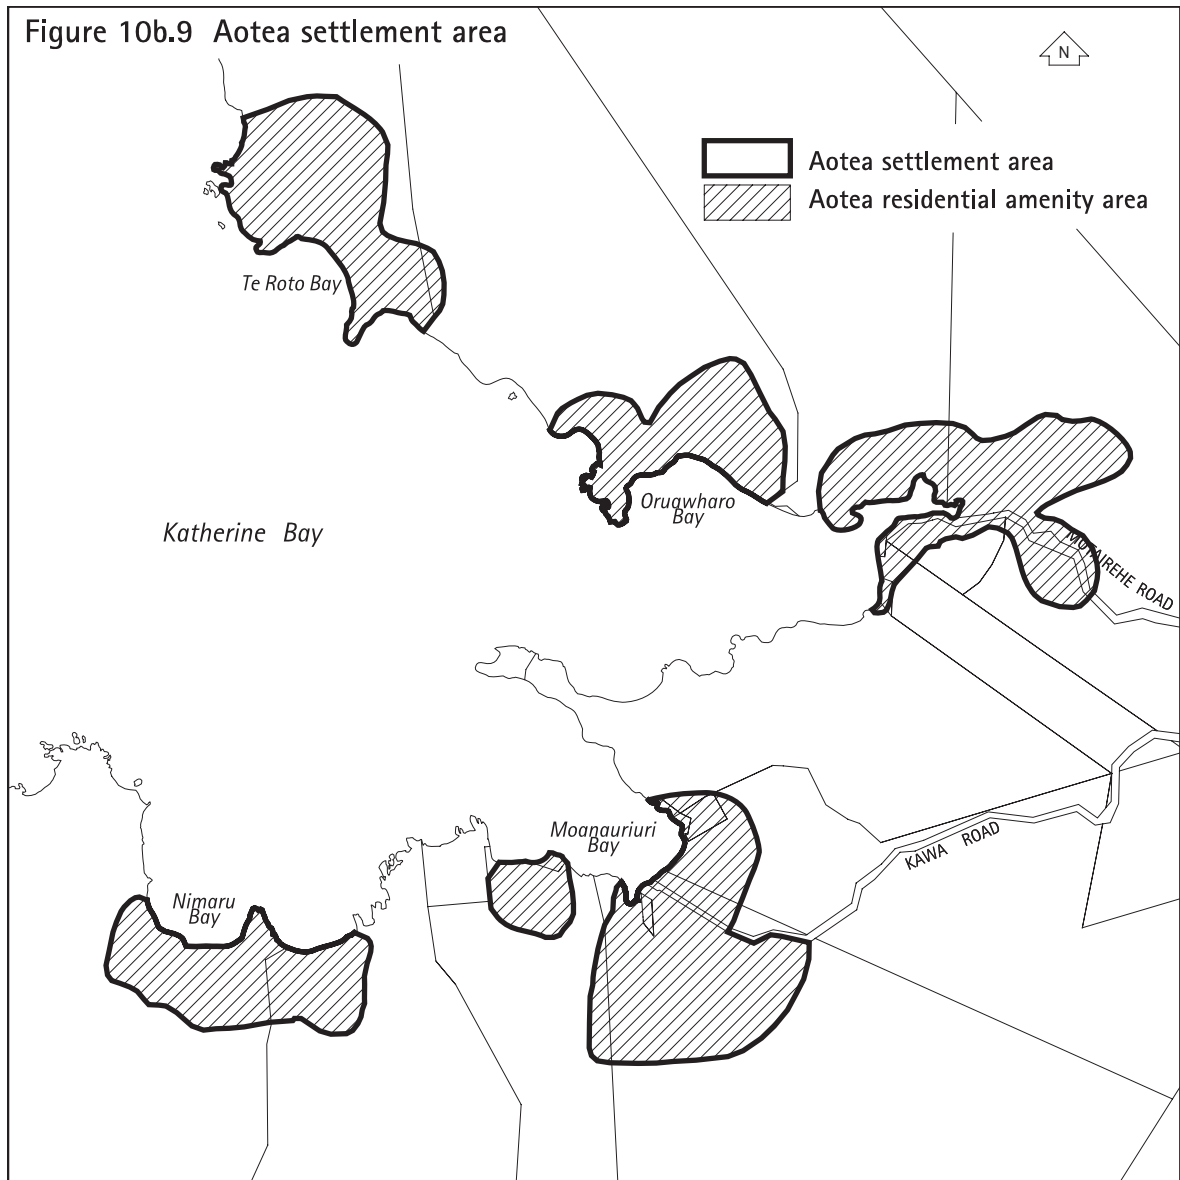 Figure 10b.9 Aotea settlement area
N
Aotea settlement area
Aotea residential amenity area
Te Roto Bay
Oruawharo
Bay
Katherine Bay
MOTAIREHE ROAD
Moanauriuri
Bay
KAWA ROAD
Nimaru
Bay